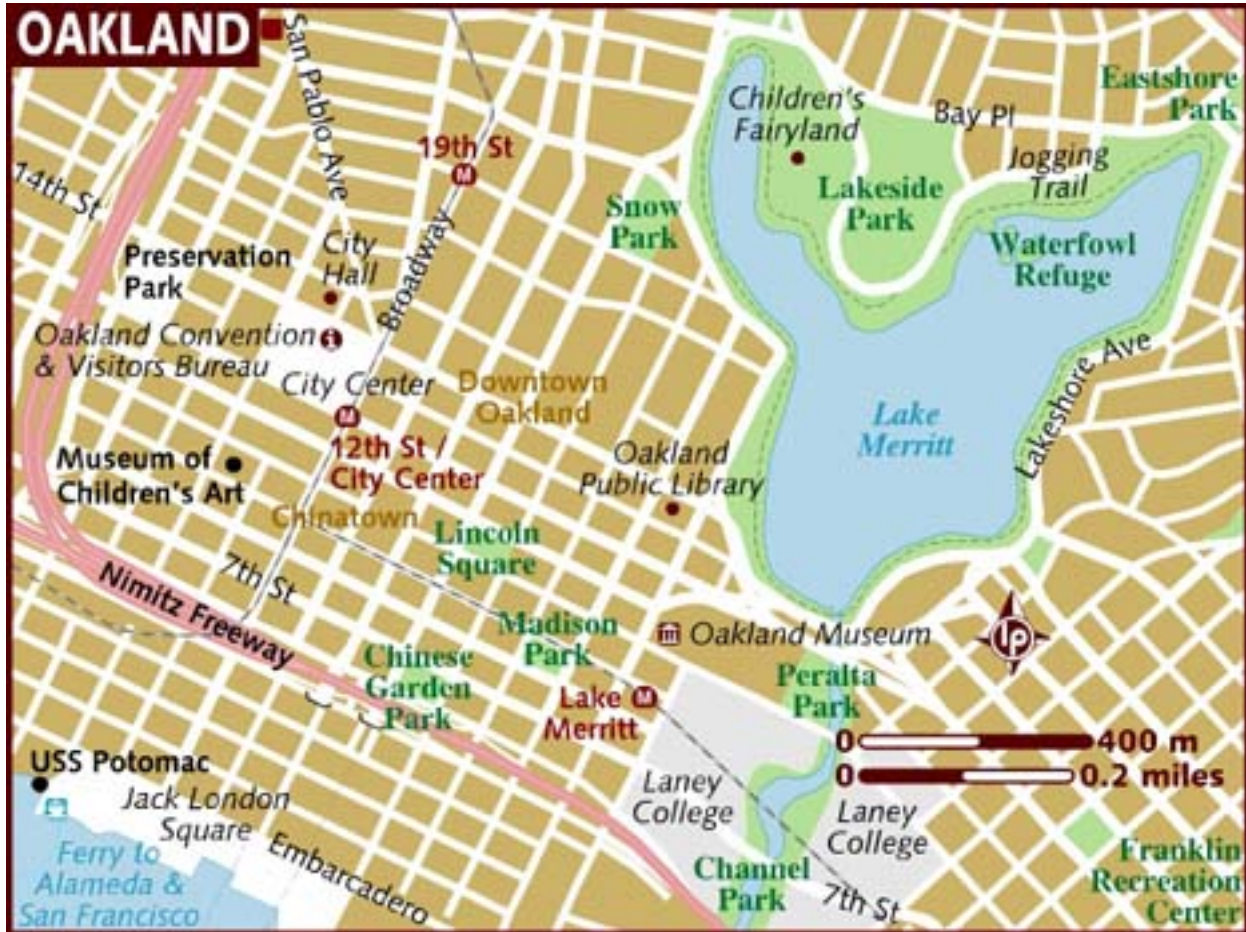 OAKLAND
San Pablo Ave
Eastshore
Park
Children's
Fairyland
Bay Pl
19th St
M
Jogging
Trail
14th St
Lakeside
Park
Snow
Park
Waterfowl
Refuge
Preservation
Park
City
Hall
Broadway
Oakland Convention
& Visitors Bureau
i
City Center
M
12th St /
City Center
Downtown
Oakland
Lakeshore Ave
Lake
Merritt
Museum of
Children's Art
Oakland
Public Library
Chinatown
Lincoln
Square
7th St
Nimitz Freeway
Madison
Park
m Oakland Museum
lp
Chinese
Garden
Park
Peralta
Park
Lake M
Merritt
0 400 m
0 0.2 miles
USS Potomac
Jack London
Square
Laney
College
Laney
College
Embarcadero
Ferry to
Alameda &
San Francisco
Channel
Park
7th St
Franklin
Recreation
Center